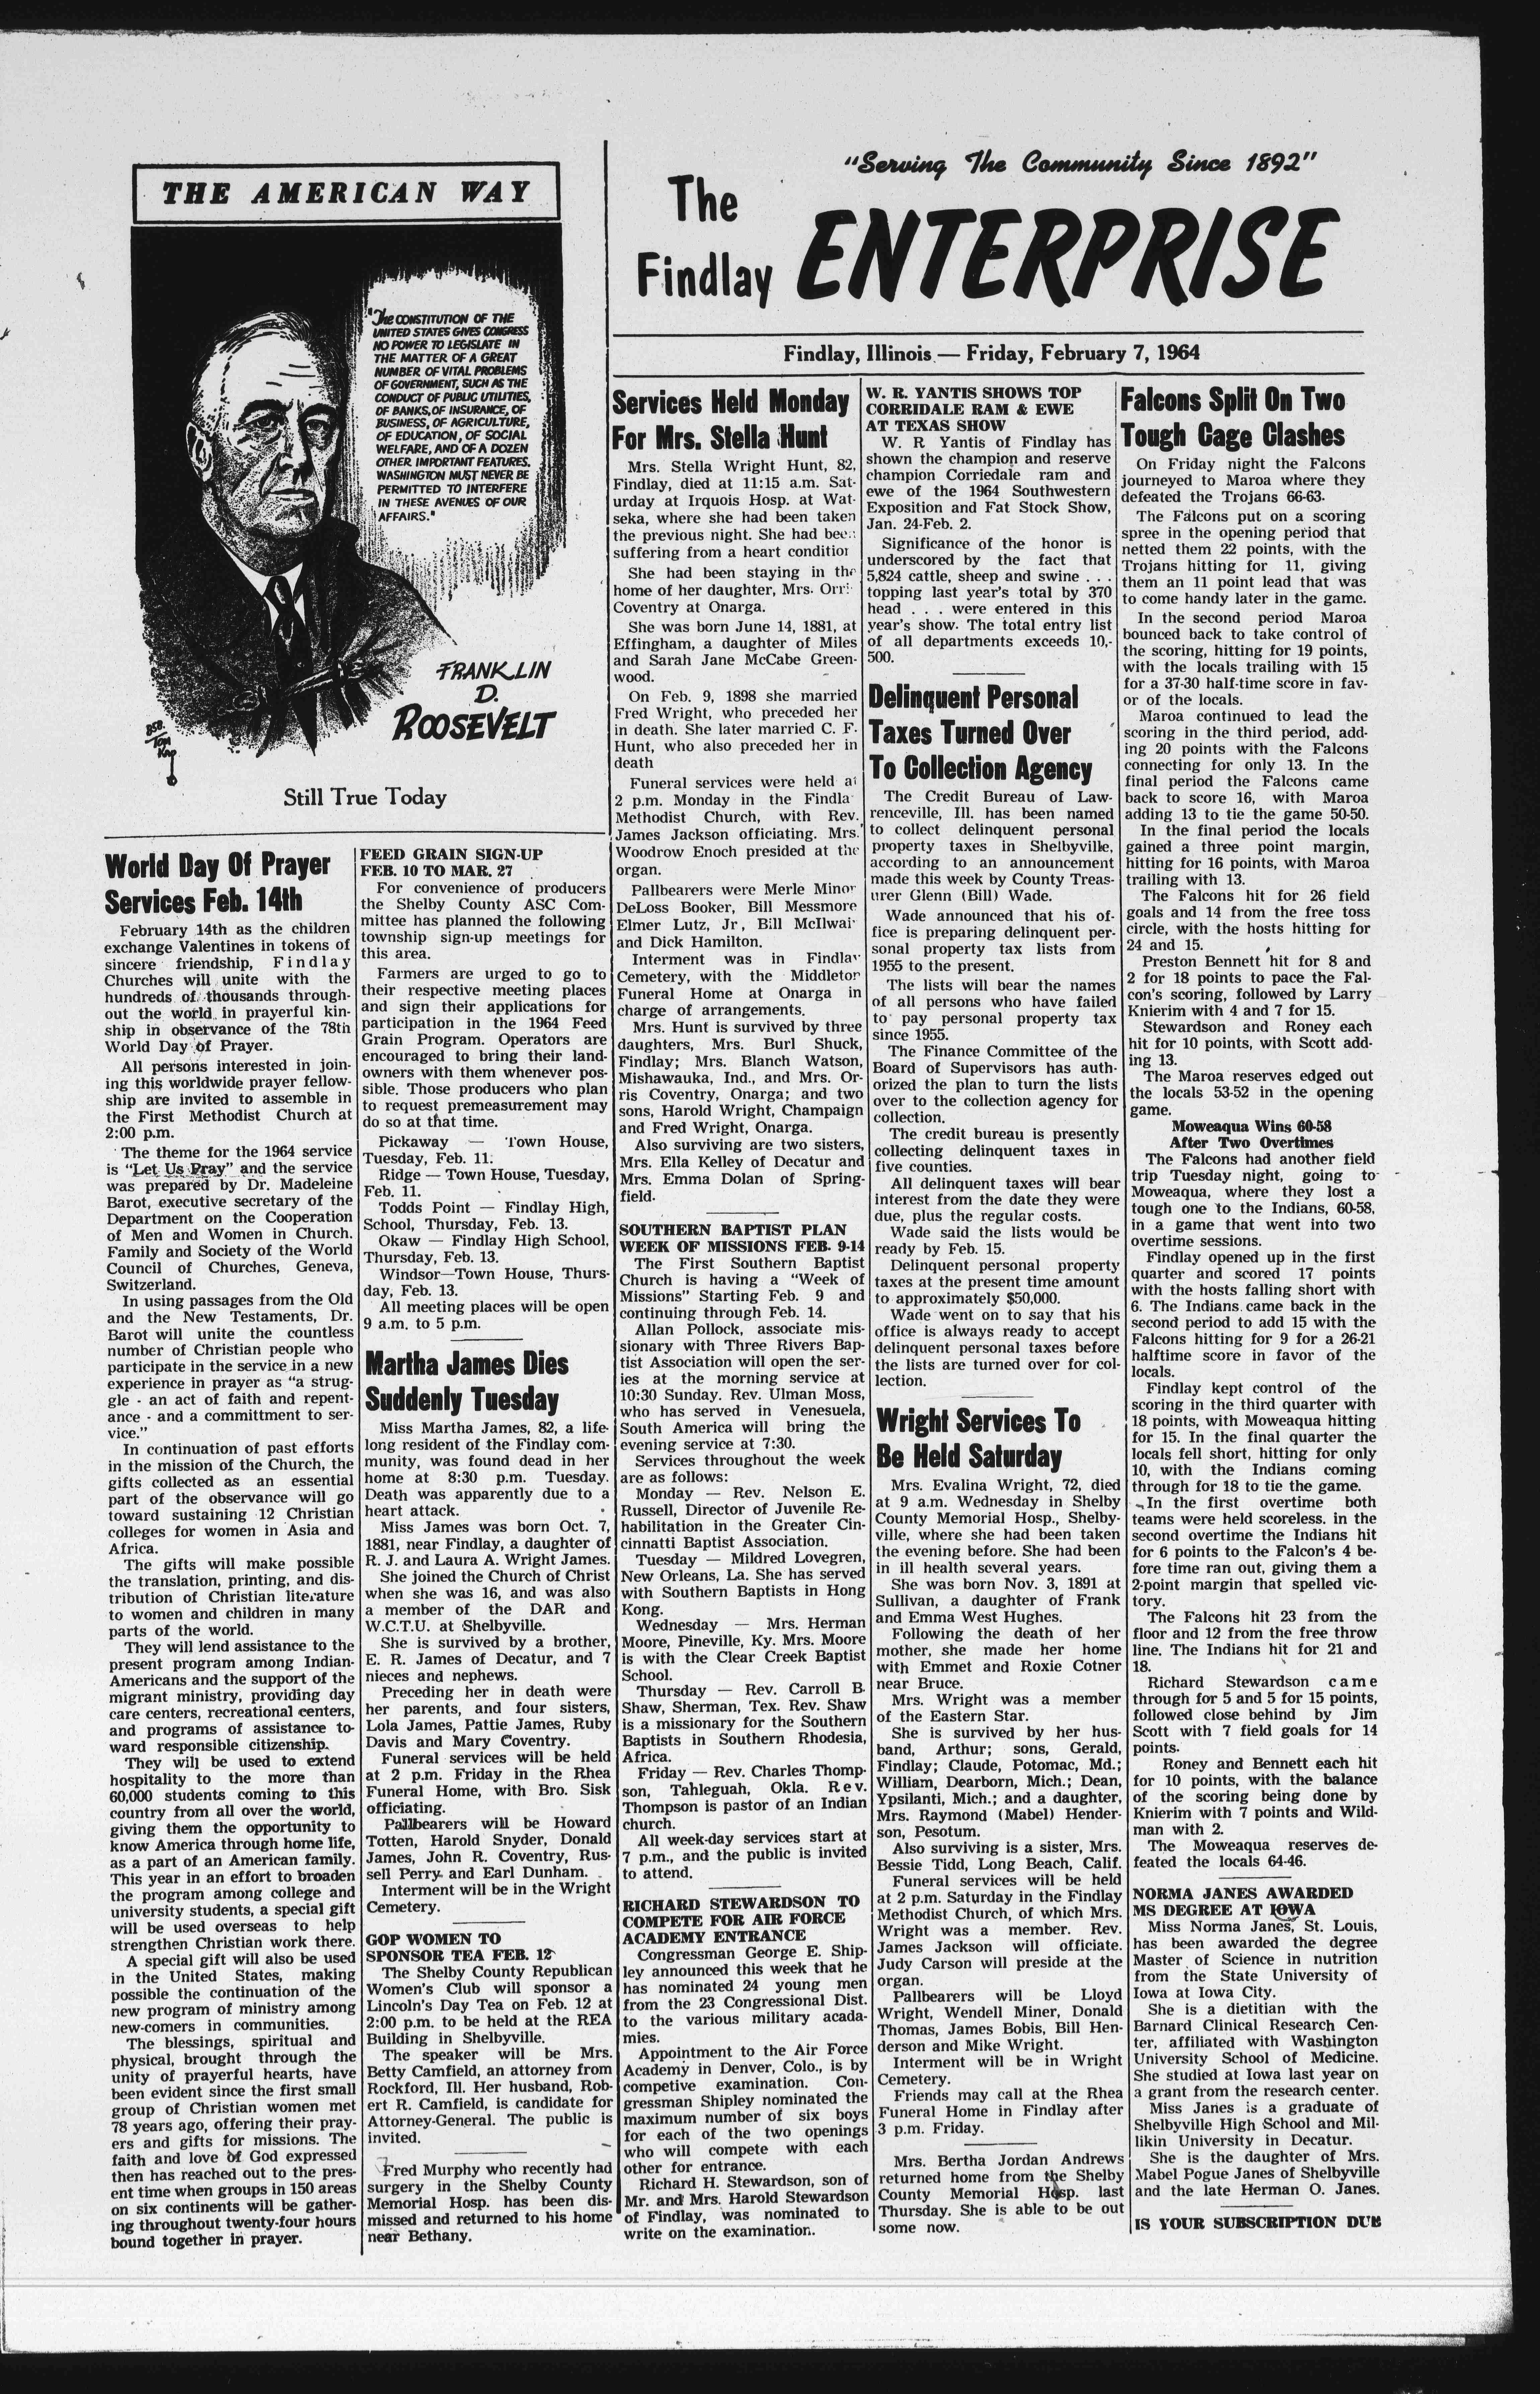 THE AMERICAN WAY
"The CONSTITUTION OF THE
UNITED STATES GIVES CONGRESS
NO POWER TO LEGISLATE IN
THE MATTER OF A GREAT
NUMBER OF VITAL PROBLEMS
OF GOVERNMENT, SUCH AS THE
CONDUCT OF PUBLIC UTILITIES,
OF BANKS, OF INSURANCE, OF
BUSINESS, OF AGRICULTURE,
OF EDUCATION, OF SOCIAL
WELFARE, AND OF A DOZEN
OTHER IMPORTANT FEATURES.
WASHINGTON MUST NEVER BE
PERMITTED TO INTERFERE
IN THESE AVENUES OF OUR
AFFAIRS."
FRANKLIN
D.
ROOSEVELT
Still True Today
"Serving The Community Since 1892"
The
Findlay ENTERPRISE
Findlay, Illinois — Friday, February 7, 1964
World Day Of Prayer
Services Feb. 14th
February 14th as the children
exchange Valentines in tokens of
sincere friendship, Findlay
Churches will unite with the
hundreds of thousands through-
out the world in prayerful kin-
ship in observance of the 78th
World Day of Prayer.
All persons interested in join-
ing this worldwide prayer fellow-
ship are invited to assemble in
the First Methodist Church at
2:00 p.m.
The theme for the 1964 service
is "Let Us Pray" and the service
was prepared by Dr. Madeleine
Barot, executive secretary of the
Department on the Cooperation
of Men and Women in Church,
Family and Society of the World
Council of Churches, Geneva,
Switzerland.
In using passages from the Old
and the New Testaments, Dr.
Barot will unite the countless
number of Christian people who
participate in the service in a new
experience in prayer as "a strug-
gle - an act of faith and repent-
ance - and a committment to ser-
vice."
In continuation of past efforts
in the mission of the Church, the
gifts collected as an essential
part of the observance will go
toward sustaining 12 Christian
colleges for women in Asia and
Africa.
The gifts will make possible
the translation, printing, and dis-
tribution of Christian literature
to women and children in many
parts of the world.
They will lend assistance to the
present program among Indian-
Americans and the support of the
migrant ministry, providing day
care centers, recreational centers,
and programs of assistance to-
ward responsible citizenship.
They will be used to extend
hospitality to the more than
60,000 students coming to this
country from all over the world,
giving them the opportunity to
know America through home life,
as a part of an American family.
This year in an effort to broaden
the program among college and
university students, a special gift
will be used overseas to help
strengthen Christian work there.
A special gift will also be used
in the United States, making
possible the continuation of the
new program of ministry among
new-comers in communities.
The blessings, spiritual and
physical, brought through the
unity of prayerful hearts, have
been evident since the first small
group of Christian women met
78 years ago, offering their pray-
ers and gifts for missions. The
faith and love of God expressed
then has reached out to the pres-
ent time when groups in 150 areas
on six continents will be gather-
ing throughout twenty-four hours
bound together in prayer.
FEED GRAIN SIGN-UP
FEB. 10 TO MAR. 27
For convenience of producers
the Shelby County ASC Com-
mittee has planned the following
township sign-up meetings for
this area.
Farmers are urged to go to
their respective meeting places
and sign their applications for
participation in the 1964 Feed
Grain Program. Operators are
encouraged to bring their land-
owners with them whenever pos-
sible. Those producers who plan
to request premeasurement may
do so at that time.
Pickaway — Town House,
Tuesday, Feb. 11.
Ridge — Town House, Tuesday,
Feb. 11.
Todds Point — Findlay High,
School, Thursday, Feb. 13.
Okaw — Findlay High School,
Thursday, Feb. 13.
Windsor—Town House, Thurs-
day, Feb. 13.
All meeting places will be open
9 a.m. to 5 p.m.
Martha James Dies
Suddenly Tuesday
Miss Martha James, 82, a life-
long resident of the Findlay com-
munity, was found dead in her
home at 8:30 p.m. Tuesday.
Death was apparently due to a
heart attack.
Miss James was born Oct. 7,
1881, near Findlay, a daughter of
R. J. and Laura A. Wright James.
She joined the Church of Christ
when she was 16, and was also
a member of the DAR and
W.C.T.U. at Shelbyville.
She is survived by a brother,
E. R. James of Decatur, and 7
nieces and nephews.
Preceding her in death were
her parents, and four sisters,
Lola James, Pattie James, Ruby
Davis and Mary Coventry.
Funeral services will be held
at 2 p.m. Friday in the Rhea
Funeral Home, with Bro. Sisk
officiating.
Pallbearers will be Howard
Totten, Harold Snyder, Donald
James, John R. Coventry, Rus-
sell Perry and Earl Dunham.
Interment will be in the Wright
Cemetery.
GOP WOMEN TO
SPONSOR TEA FEB. 12
The Shelby County Republican
Women's Club will sponsor a
Lincoln's Day Tea on Feb. 12 at
2:00 p.m. to be held at the REA
Building in Shelbyville.
The speaker will be Mrs.
Betty Camfield, an attorney from
Rockford, Ill. Her husband, Rob-
ert R. Camfield, is candidate for
Attorney-General. The public is
invited.
Fred Murphy who recently had
surgery in the Shelby County
Memorial Hosp. has been dis-
missed and returned to his home
near Bethany.
Services Held Monday
For Mrs. Stella Hunt
Mrs. Stella Wright Hunt, 82,
Findlay, died at 11:15 a.m. Sat-
urday at Irquois Hosp. at Wat-
seka, where she had been taken
the previous night. She had been
suffering from a heart condition
She had been staying in the
home of her daughter, Mrs. Orri
Coventry at Onarga.
She was born June 14, 1881, at
Effingham, a daughter of Miles
and Sarah Jane McCabe Green-
wood.
On Feb. 9, 1898 she married
Fred Wright, who preceded her
in death. She later married C. F.
Hunt, who also preceded her in
death
Funeral services were held at
2 p.m. Monday in the Findla
Methodist Church, with Rev.
James Jackson officiating. Mrs.
Woodrow Enoch presided at the
organ.
Pallbearers were Merle Minor
DeLoss Booker, Bill Messmore
Elmer Lutz, Jr, Bill McIlwai
and Dick Hamilton.
Interment was in Findlay
Cemetery, with the Middleton
Funeral Home at Onarga in
charge of arrangements.
Mrs. Hunt is survived by three
daughters, Mrs. Burl Shuck,
Findlay; Mrs. Blanch Watson,
Mishawauka, Ind., and Mrs. Or-
ris Coventry, Onarga; and two
sons, Harold Wright, Champaign
and Fred Wright, Onarga.
Also surviving are two sisters,
Mrs. Ella Kelley of Decatur and
Mrs. Emma Dolan of Spring-
field.
SOUTHERN BAPTIST PLAN
WEEK OF MISSIONS FEB. 9-14
The First Southern Baptist
Church is having a "Week of
Missions" Starting Feb. 9 and
continuing through Feb. 14.
Allan Pollock, associate mis-
sionary with Three Rivers Bap-
tist Association will open the ser-
ies at the morning service at
10:30 Sunday. Rev. Ulman Moss,
who has served in Venesuela,
South America will bring the
evening service at 7:30.
Services throughout the week
are as follows:
Monday — Rev. Nelson E.
Russell, Director of Juvenile Re-
habilitation in the Greater Cin-
cinnatti Baptist Association.
Tuesday — Mildred Lovegren,
New Orleans, La. She has served
with Southern Baptists in Hong
Kong.
Wednesday — Mrs. Herman
Moore, Pineville, Ky. Mrs. Moore
is with the Clear Creek Baptist
School.
Thursday — Rev. Carroll B.
Shaw, Sherman, Tex. Rev. Shaw
is a missionary for the Southern
Baptists in Southern Rhodesia,
Africa.
Friday — Rev. Charles Thomp-
son, Tahleguah, Okla. Rev.
Thompson is pastor of an Indian
church.
All week-day services start at
7 p.m., and the public is invited
to attend.
RICHARD STEWARDSON TO
COMPETE FOR AIR FORCE
ACADEMY ENTRANCE
Congressman George E. Ship-
ley announced this week that he
has nominated 24 young men
from the 23 Congressional Dist.
to the various military acada-
mies.
Appointment to the Air Force
Academy in Denver, Colo., is by
competive examination. Con-
gressman Shipley nominated the
maximum number of six boys
for each of the two openings
who will compete with each
other for entrance.
Richard H. Stewardson, son of
Mr. and Mrs. Harold Stewardson
of Findlay, was nominated to
write on the examination.
W. R. YANTIS SHOWS TOP
CORRIDALE RAM & EWE
AT TEXAS SHOW
W. R Yantis of Findlay has
shown the champion and reserve
champion Corriedale ram and
ewe of the 1964 Southwestern
Exposition and Fat Stock Show,
Jan. 24-Feb. 2.
Significance of the honor is
underscored by the fact that
5,824 cattle, sheep and swine . . .
topping last year's total by 370
head . . . were entered in this
year's show. The total entry list
of all departments exceeds 10,-
500.
Delinquent Personal
Taxes Turned Over
To Collection Agency
The Credit Bureau of Law-
renceville, Ill. has been named
to collect delinquent personal
property taxes in Shelbyville,
according to an announcement
made this week by County Treas-
urer Glenn (Bill) Wade.
Wade announced that his of-
fice is preparing delinquent per-
sonal property tax lists from
1955 to the present.
The lists will bear the names
of all persons who have failed
to pay personal property tax
since 1955.
The Finance Committee of the
Board of Supervisors has auth-
orized the plan to turn the lists
over to the collection agency for
collection.
The credit bureau is presently
collecting delinquent taxes in
five counties.
All delinquent taxes will bear
interest from the date they were
due, plus the regular costs.
Wade said the lists would be
ready by Feb. 15.
Delinquent personal property
taxes at the present time amount
to approximately $50,000.
Wade went on to say that his
office is always ready to accept
delinquent personal taxes before
the lists are turned over for col-
lection.
Wright Services To
Be Held Saturday
Mrs. Evalina Wright, 72, died
at 9 a.m. Wednesday in Shelby
County Memorial Hosp., Shelby-
ville, where she had been taken
the evening before. She had been
in ill health several years.
She was born Nov. 3, 1891 at
Sullivan, a daughter of Frank
and Emma West Hughes.
Following the death of her
mother, she made her home
with Emmet and Roxie Cotner
near Bruce.
Mrs. Wright was a member
of the Eastern Star.
She is survived by her hus-
band, Arthur; sons, Gerald,
Findlay; Claude, Potomac, Md.;
William, Dearborn, Mich.; Dean,
Ypsilanti, Mich.; and a daughter,
Mrs. Raymond (Mabel) Hender-
son, Pesotum.
Also surviving is a sister, Mrs.
Bessie Tidd, Long Beach, Calif.
Funeral services will be held
at 2 p.m. Saturday in the Findlay
Methodist Church, of which Mrs.
Wright was a member. Rev.
James Jackson will officiate.
Judy Carson will preside at the
organ.
Pallbearers will be Lloyd
Wright, Wendell Miner, Donald
Thomas, James Bobis, Bill Hen-
derson and Mike Wright.
Interment will be in Wright
Cemetery.
Friends may call at the Rhea
Funeral Home in Findlay after
3 p.m. Friday.
Mrs. Bertha Jordan Andrews
returned home from the Shelby
County Memorial Hosp. last
Thursday. She is able to be out
some now.
Falcons Split On Two
Tough Cage Clashes
On Friday night the Falcons
journeyed to Maroa where they
defeated the Trojans 66-63.
The Falcons put on a scoring
spree in the opening period that
netted them 22 points, with the
Trojans hitting for 11, giving
them an 11 point lead that was
to come handy later in the game.
In the second period Maroa
bounced back to take control of
the scoring, hitting for 19 points,
with the locals trailing with 15
for a 37-30 half-time score in fav-
or of the locals.
Maroa continued to lead the
scoring in the third period, add-
ing 20 points with the Falcons
connecting for only 13. In the
final period the Falcons came
back to score 16, with Maroa
adding 13 to tie the game 50-50.
In the final period the locals
gained a three point margin,
hitting for 16 points, with Maroa
trailing with 13.
The Falcons hit for 26 field
goals and 14 from the free toss
circle, with the hosts hitting for
24 and 15.
Preston Bennett hit for 8 and
2 for 18 points to pace the Fal-
con's scoring, followed by Larry
Knierim with 4 and 7 for 15.
Stewardson and Roney each
hit for 10 points, with Scott add-
ing 13.
The Maroa reserves edged out
the locals 53-52 in the opening
game.
Moweaqua Wins 60-58
After Two Overtimes
The Falcons had another field
trip Tuesday night, going to
Moweaqua, where they lost a
tough one to the Indians, 60-58,
in a game that went into two
overtime sessions.
Findlay opened up in the first
quarter and scored 17 points
with the hosts falling short with
6. The Indians came back in the
second period to add 15 with the
Falcons hitting for 9 for a 26-21
halftime score in favor of the
locals.
Findlay kept control of the
scoring in the third quarter with
18 points, with Moweaqua hitting
for 15. In the final quarter the
locals fell short, hitting for only
10, with the Indians coming
through for 18 to tie the game.
In the first overtime both
teams were held scoreless. in the
second overtime the Indians hit
for 6 points to the Falcon's 4 be-
fore time ran out, giving them a
2-point margin that spelled vic-
tory.
The Falcons hit 23 from the
floor and 12 from the free throw
line. The Indians hit for 21 and
18.
Richard Stewardson came
through for 5 and 5 for 15 points,
followed close behind by Jim
Scott with 7 field goals for 14
points.
Roney and Bennett each hit
for 10 points, with the balance
of the scoring being done by
Knierim with 7 points and Wild-
man with 2.
The Moweaqua reserves de-
feated the locals 64-46.
NORMA JANES AWARDED
MS DEGREE AT IOWA
Miss Norma Janes, St. Louis,
has been awarded the degree
Master of Science in nutrition
from the State University of
Iowa at Iowa City.
She is a dietitian with the
Barnard Clinical Research Cen-
ter, affiliated with Washington
University School of Medicine.
She studied at Iowa last year on
a grant from the research center.
Miss Janes is a graduate of
Shelbyville High School and Mil-
likin University in Decatur.
She is the daughter of Mrs.
Mabel Pogue Janes of Shelbyville
and the late Herman O. Janes.
IS YOUR SUBSCRIPTION DUE